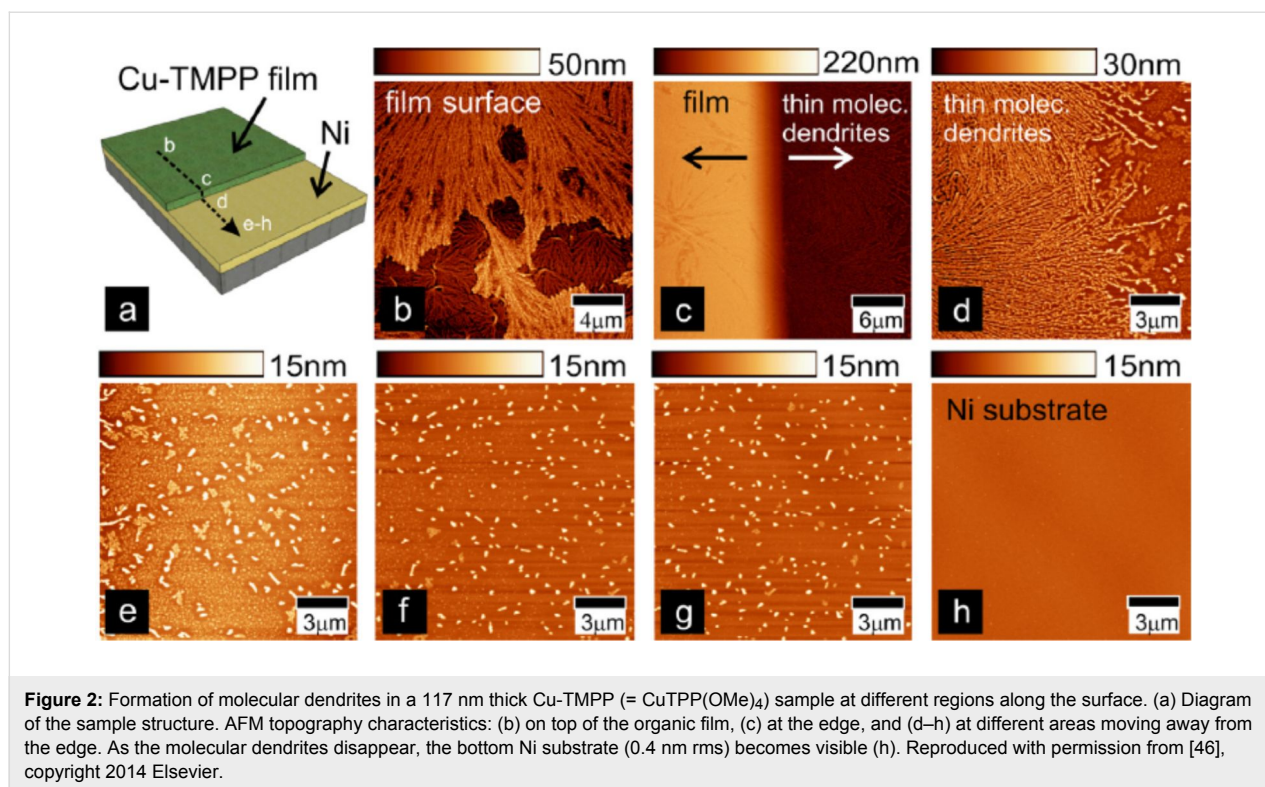 Cu-TMPP film
Ni
b
c
d
e-h
a
50nm
film surface
b
4μm
220nm
film
thin molec.
dendrites
c
6μm
30nm
thin molec.
dendrites
d
3μm
15nm
e
3μm
15nm
f
3μm
15nm
g
3μm
15nm
Ni substrate
h
3μm
Figure 2: Formation of molecular dendrites in a 117 nm thick Cu-TMPP (= CuTPP(OMe)4) sample at different regions along the surface. (a) Diagram
of the sample structure. AFM topography characteristics: (b) on top of the organic film, (c) at the edge, and (d–h) at different areas moving away from
the edge. As the molecular dendrites disappear, the bottom Ni substrate (0.4 nm rms) becomes visible (h). Reproduced with permission from [46],
copyright 2014 Elsevier.